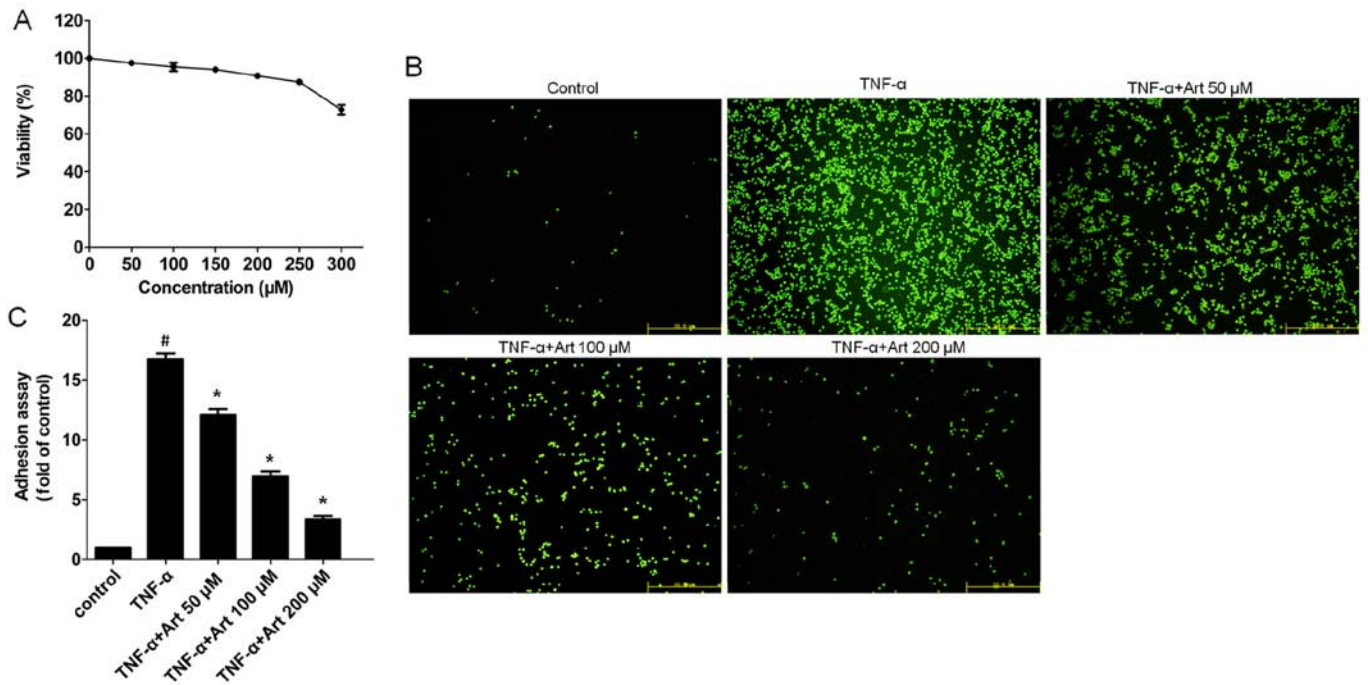 A
120
100
80
60
40
20
0
Viability (%)
0 50 100 150 200 250 300
Concentration (µM)
B
Control
TNF-α
TNF-α+Art 50 µM
TNF-α+Art 100 µM
TNF-α+Art 200 µM
C
20
15
10
5
0
Adhesion assay
(fold of control)
#
*
*
*
control
TNF-α
TNF-α+Art 50 µM
TNF-α+Art 100 µM
TNF-α+Art 200 µM